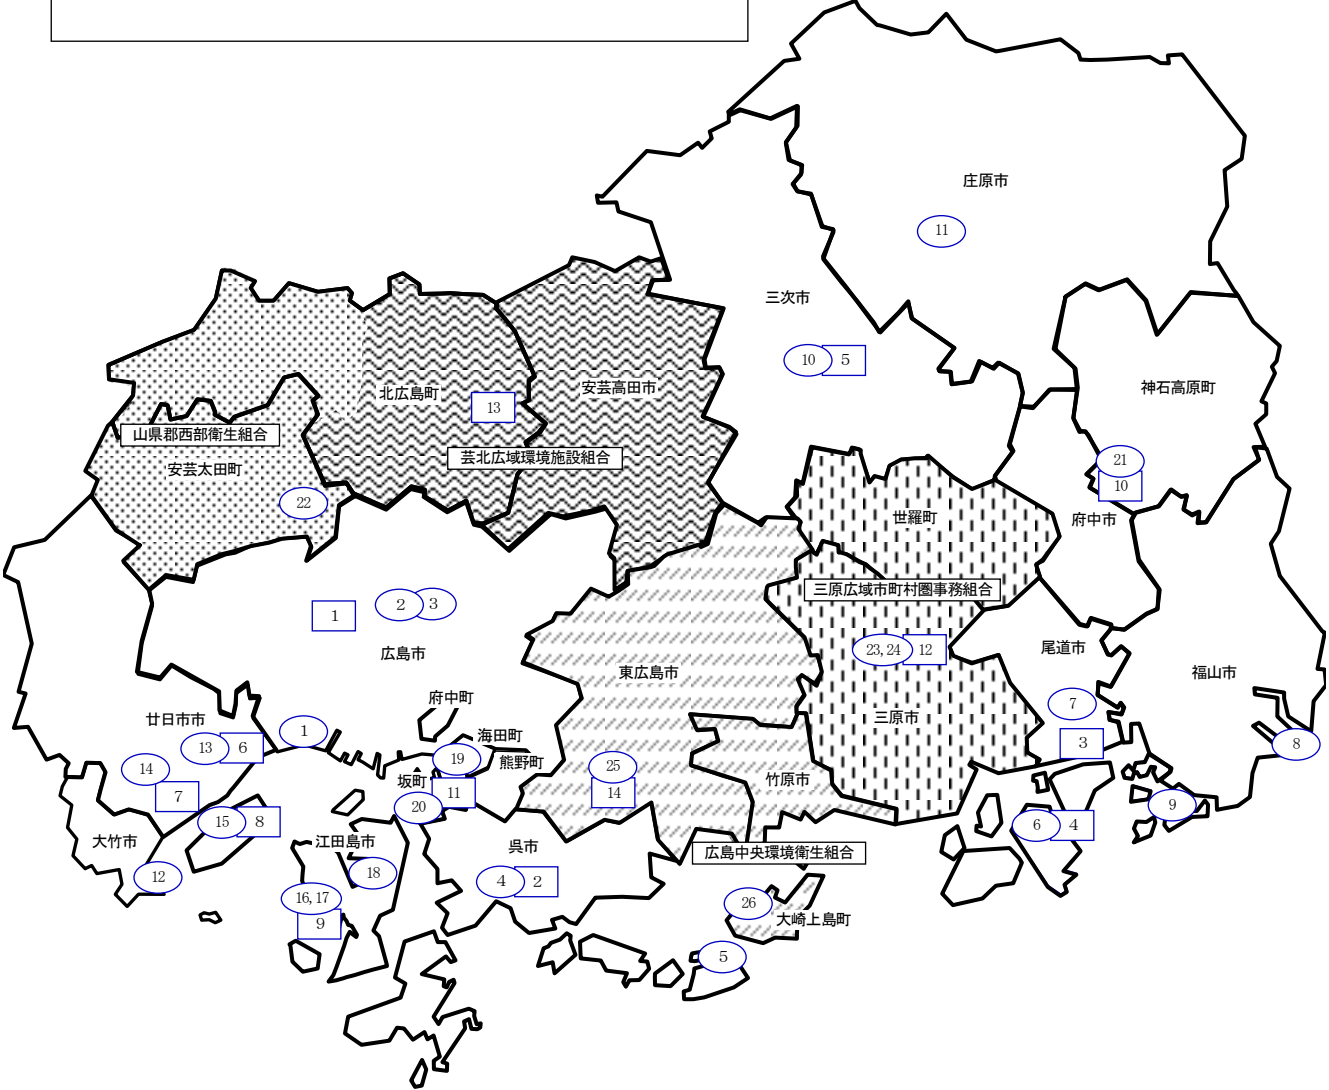 庄原市
11
三次市
10
5
神石高原町
北広島町
安芸高田市
13
山県郡西部衛生組合
芸北広域環境施設組合
安芸太田町
22
21
10
世羅町
府中市
三原広域市町村圏事務組合
1
2
3
広島市
23,24
12
尾道市
東広島市
福山市
府中町
7
三原市
廿日市市
1
海田町
3
8
13
6
19
熊野町
14
25
竹原市
坂町
7
11
14
20
9
15
8
6
4
大竹市
江田島市
呉市
広島中央環境衛生組合
12
18
4
2
16,17
26
9
大崎上島町
5